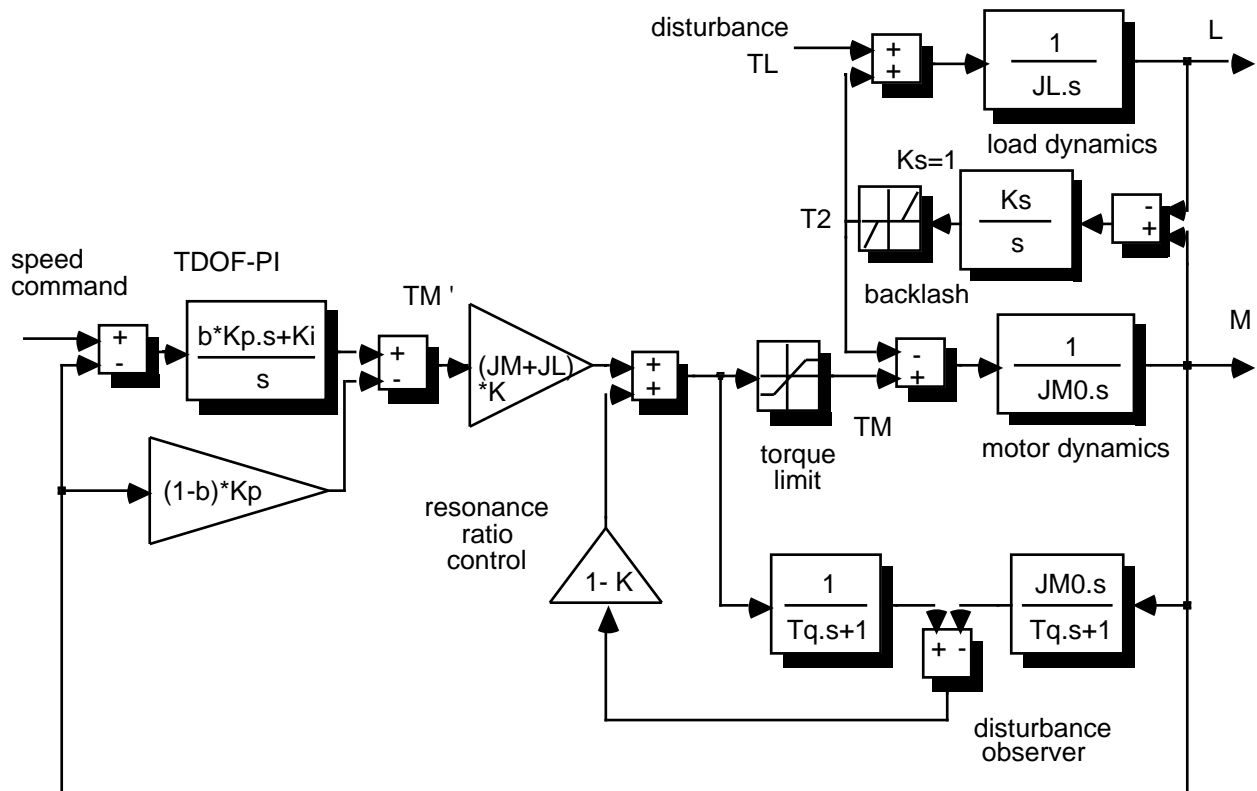 disturbance
TL
+
+
1
JL.s
L
load dynamics
Ks=1
T2
Ks
s
-
+
backlash
speed
command
TDOF-PI
+
-
b*Kp.s+Ki
s
TM '
+
-
(JM+JL)
*K
+
+
torque
limit
-
+
TM
1
JM0.s
M
motor dynamics
(1-b)*Kp
resonance
ratio
control
1- K
1
Tq.s+1
+ -
JM0.s
Tq.s+1
disturbance
observer